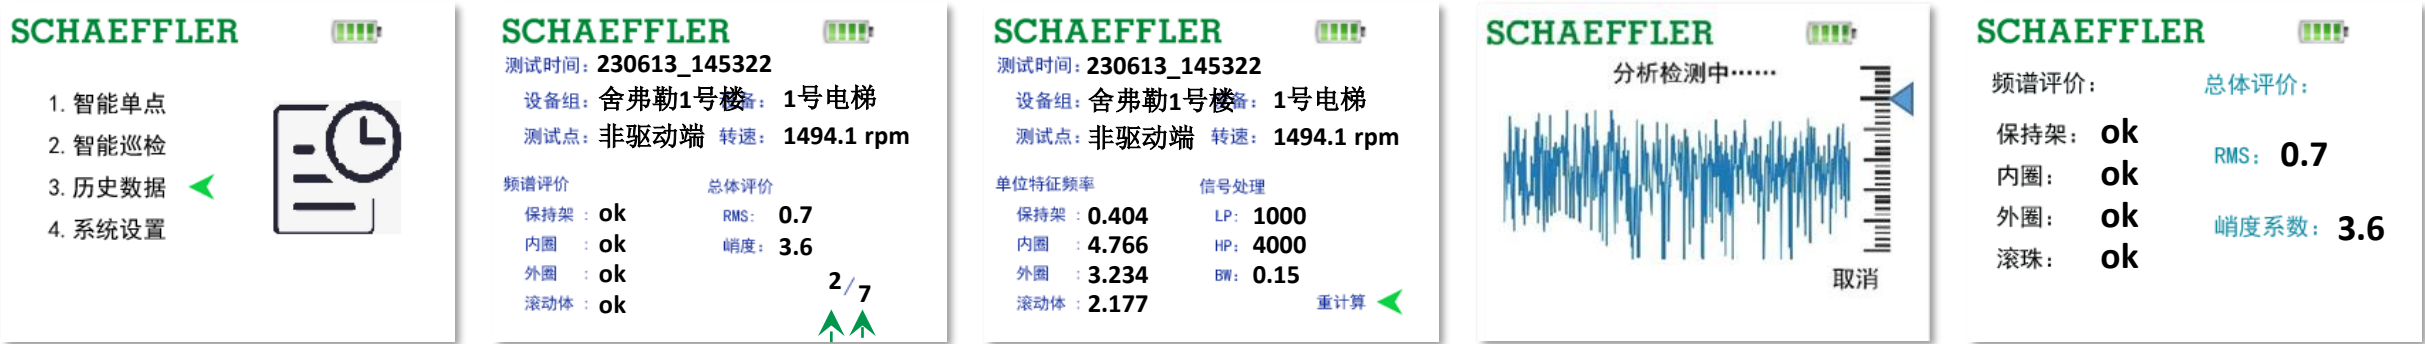 SCHAEFFLER
1. 智能单点
2. 智能巡检
3. 历史数据
4. 系统设置
SCHAEFFLER
测试时间: 230613_145322
设备组: 舍弗勒1号楼 备: 1号电梯
测试点: 非驱动端 转速: 1494.1 rpm
频谱评价 总体评价
保持架 : ok RMS: 0.7
内圈 : ok 峭度: 3.6
外圈 : ok
滚动体 : ok
2/7
SCHAEFFLER
测试时间: 230613_145322
设备组: 舍弗勒1号楼 备: 1号电梯
测试点: 非驱动端 转速: 1494.1 rpm
单位特征频率 信号处理
保持架 : 0.404 LP: 1000
内圈 : 4.766 HP: 4000
外圈 : 3.234 BW: 0.15
滚动体 : 2.177
重计算
SCHAEFFLER
分析检测中······
取消
SCHAEFFLER
频谱评价: 总体评价:
保持架: ok
内圈: ok
外圈: ok
滚珠: ok
RMS: 0.7
峭度系数: 3.6